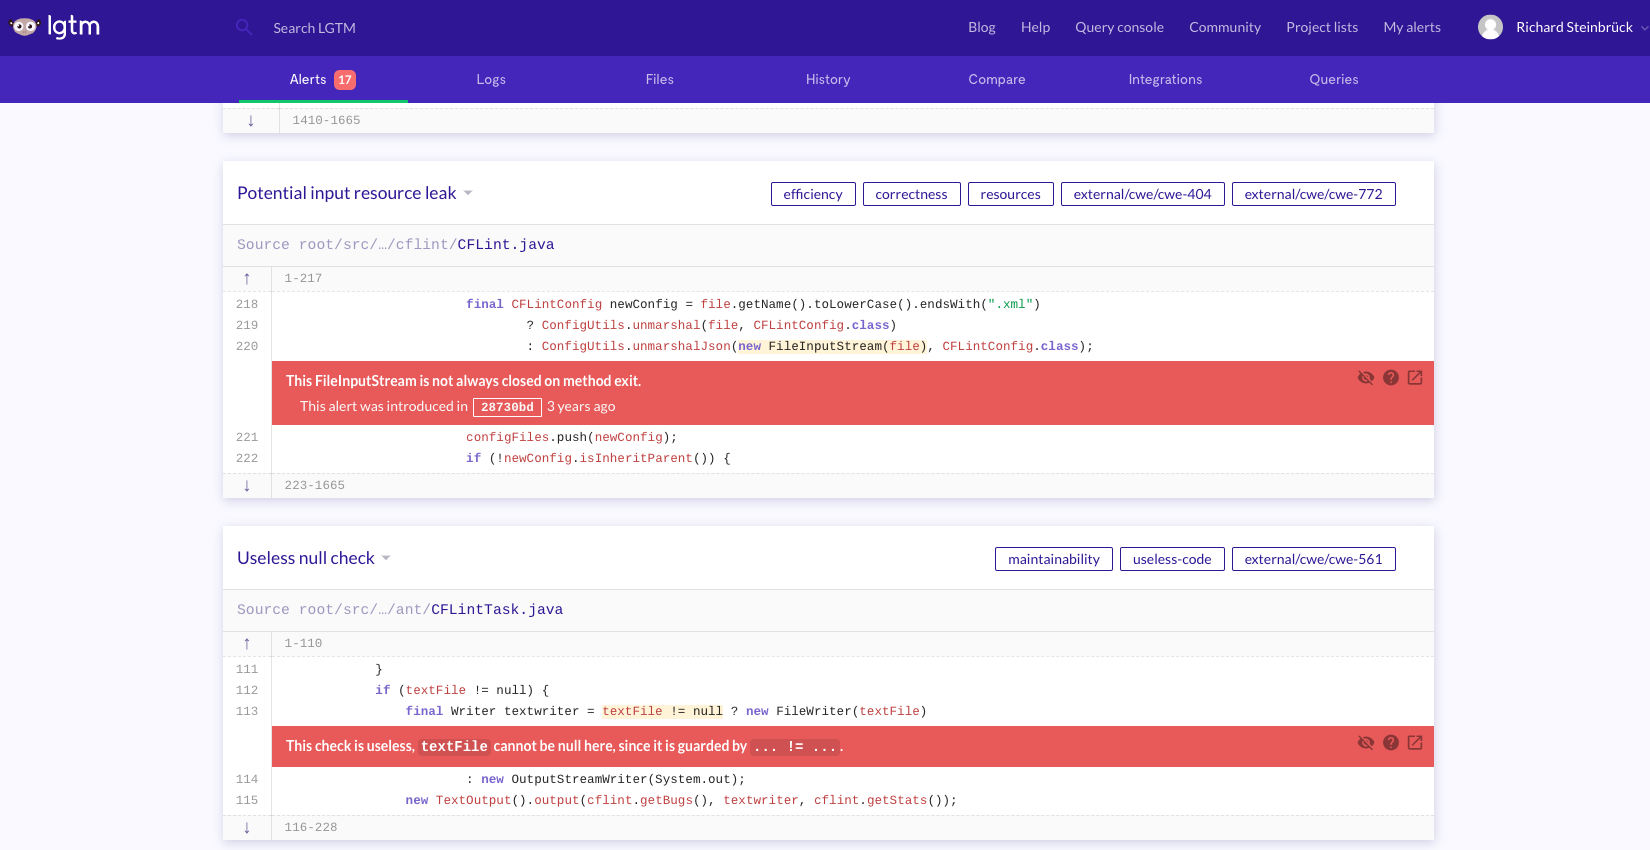 lgtm
Search LGTM
Blog Help Query console Community Project lists My alerts Richard Steinbrück
Alerts 17 Logs Files History Compare Integrations Queries
↓ 1410-1665
Potential input resource leak efficiency correctness resources external/cwe/cwe-404 external/cwe/cwe-772
Source root/src/…/cflint/CFLint.java
↑ 1-217
218 final CFLintConfig newConfig = file.getName().toLowerCase().endsWith(".xml")
219 ? ConfigUtils.unmarshal(file, CFLintConfig.class)
220 : ConfigUtils.unmarshalJson(new FileInputStream(file), CFLintConfig.class);
This FileInputStream is not always closed on method exit.
This alert was introduced in 28730bd 3 years ago
221 configFiles.push(newConfig);
222 if (!newConfig.isInheritParent()) {
↓ 223-1665
Useless null check maintainability useless-code external/cwe/cwe-561
Source root/src/…/ant/CFLintTask.java
↑ 1-110
111 }
112 if (textFile != null) {
113 final Writer textwriter = textFile != null ? new FileWriter(textFile)
This check is useless, textFile cannot be null here, since it is guarded by ... != ....
114 : new OutputStreamWriter(System.out);
115 new TextOutput().output(cflint.getBugs(), textwriter, cflint.getStats());
↓ 116-228